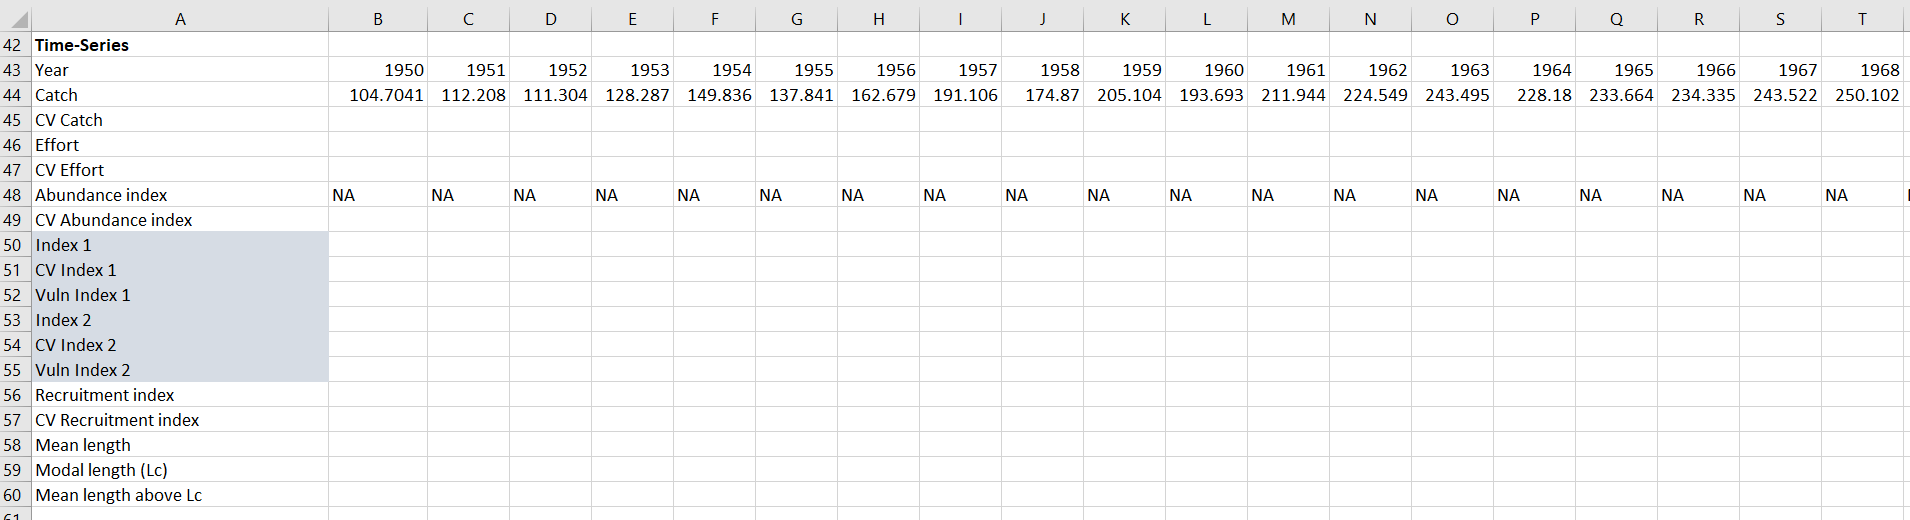 A B C D E F G H I J K L M N O P Q R S T
42 Time-Series
43 Year 1950 1951 1952 1953 1954 1955 1956 1957 1958 1959 1960 1961 1962 1963 1964 1965 1966 1967 1968
44 Catch 104.7041 112.208 111.304 128.287 149.836 137.841 162.679 191.106 174.87 205.104 193.693 211.944 224.549 243.495 228.18 233.664 234.335 243.522 250.102
45 CV Catch
46 Effort
47 CV Effort
48 Abundance index NA NA NA NA NA NA NA NA NA NA NA NA NA NA NA NA NA NA NA
49 CV Abundance index
50 Index 1
51 CV Index 1
52 Vuln Index 1
53 Index 2
54 CV Index 2
55 Vuln Index 2
56 Recruitment index
57 CV Recruitment index
58 Mean length
59 Modal length (Lc)
60 Mean length above Lc
61